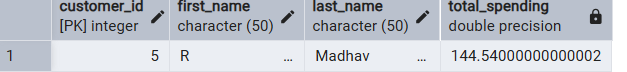 customer_id first_name last_name total_spending
[PK] integer character (50) character (50) double precision
1 5 R ... Madhav ... 144.54000000000002